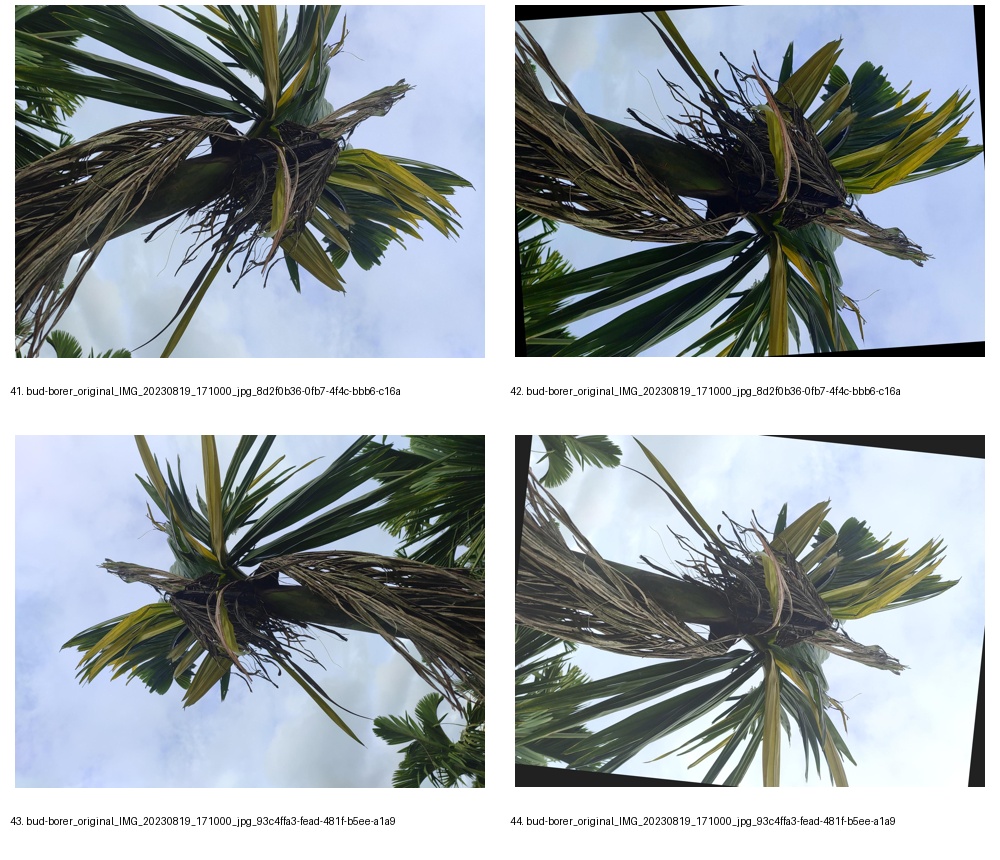 41. bud-borer_original_IMG_20230819_171000_jpg_8d2f0b36-0fb7-4f4c-bbb6-c16a
42. bud-borer_original_IMG_20230819_171000_jpg_8d2f0b36-0fb7-4f4c-bbb6-c16a
43. bud-borer_original_IMG_20230819_171000_jpg_93c4ffa3-fead-481f-b5ee-a1a9
44. bud-borer_original_IMG_20230819_171000_jpg_93c4ffa3-fead-481f-b5ee-a1a9